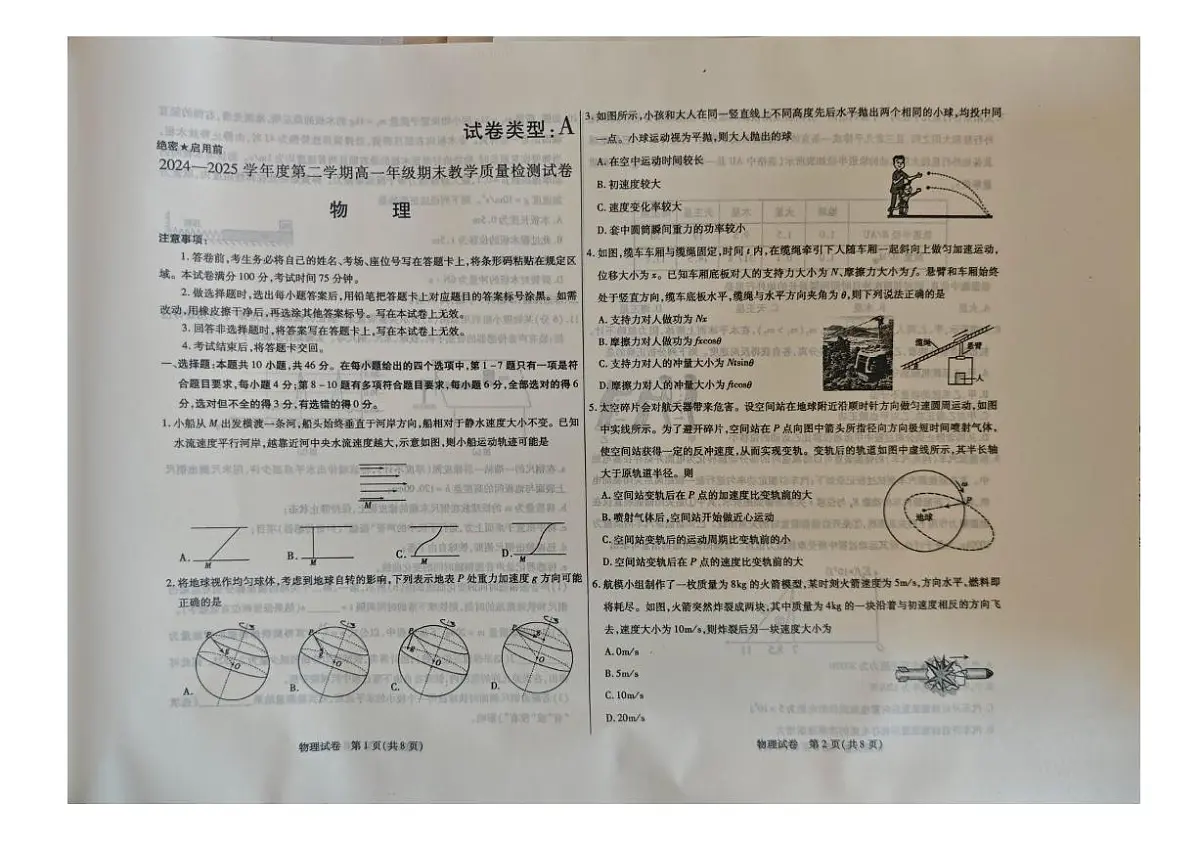 试卷类型:A
绝密★启用前
2024—2025学年度第二学期高一年级期末教学质量检测试卷
物 理
注意事项:
1.答卷前,考生务必将自己的姓名、考场、座位号写在答题卡上,将条形码粘贴在规定区
域。本试卷满分100分,考试时间75分钟。
2.做选择题时,选出每小题答案后,用铅笔把答题卡上对应题目的答案标号涂黑。如需
改动,用橡皮擦干净后,再选涂其他答案标号。写在本试卷上无效。
3.回答非选择题时,将答案写在答题卡上,写在本试卷上无效。
4.考试结束后,将答题卡交回。
一、选择题:本题共10小题,共46分。在每小题给出的四个选项中,第1-7题只有一项是符
合题目要求,每小题4分;第8-10题有多项符合题目要求,每小题6分,全部选对的得6
分,选对但不全的得3分,有选错的得0分。
1.小船从M出发横渡一条河,船头始终垂直于河岸方向,船相对于静水速度大小不变。已知
水流速度平行河岸,越靠近河中央水流速度越大,示意如图,则小船运动轨迹可能是
M
A. M B. M C. M D. M
2.将地球视作均匀球体,考虑到地球自转的影响,下列表示地表P处重力加速度g方向可能
正确的是
P g O P g O P g O P g O
A. B. C. D.
物理试卷 第1页(共8页)
3.如图所示,小孩和大人在同一竖直线上不同高度先后水平抛出两个相同的小球,均投中同
一点。小球运动视为平抛,则大人抛出的球
A.在空中运动时间较长
B.初速度较大
C.速度变化率较大
D.套中圆筒瞬间重力的功率较小
4.如图,缆车车厢与缆绳固定,时间t内,在缆绳牵引下人随车厢一起斜向上做匀加速运动,
位移大小为x。已知车厢底板对人的支持力大小为N、摩擦力大小为f。悬臂和车厢始终
处于竖直方向,缆车底板水平,缆绳与水平方向夹角为θ,则下列说法正确的是
A.支持力对人做功为Nx
B.摩擦力对人做功为fxcosθ
C.支持力对人的冲量大小为Ntsinθ
D.摩擦力对人的冲量大小为ftcosθ
缆绳
悬臂
人
5.太空碎片会对航天器带来危害。设空间站在地球附近沿顺时针方向做匀速圆周运动,如图
中实线所示。为了避开碎片,空间站在P点向图中箭头所指径向方向极短时间喷射气体,
使空间站获得一定的反冲速度,从而实现变轨。变轨后的轨道如图中虚线所示,其半长轴
大于原轨道半径。则
A.空间站变轨后在P点的加速度比变轨前的大
B.喷射气体后,空间站开始做近心运动
C.空间站变轨后的运动周期比变轨前的小
D.空间站变轨后在P点的速度比变轨前的大
P
地球
6.航模小组制作了一枚质量为8kg的火箭模型,某时刻火箭速度为5m/s,方向水平,燃料即
将耗尽。如图,火箭突然炸裂成两块,其中质量为4kg的一块沿着与初速度相反的方向飞
去,速度大小为10m/s,则炸裂后另一块速度大小为
A.0m/s
B.5m/s
C.10m/s
D.20m/s
物理试卷 第2页(共8页)